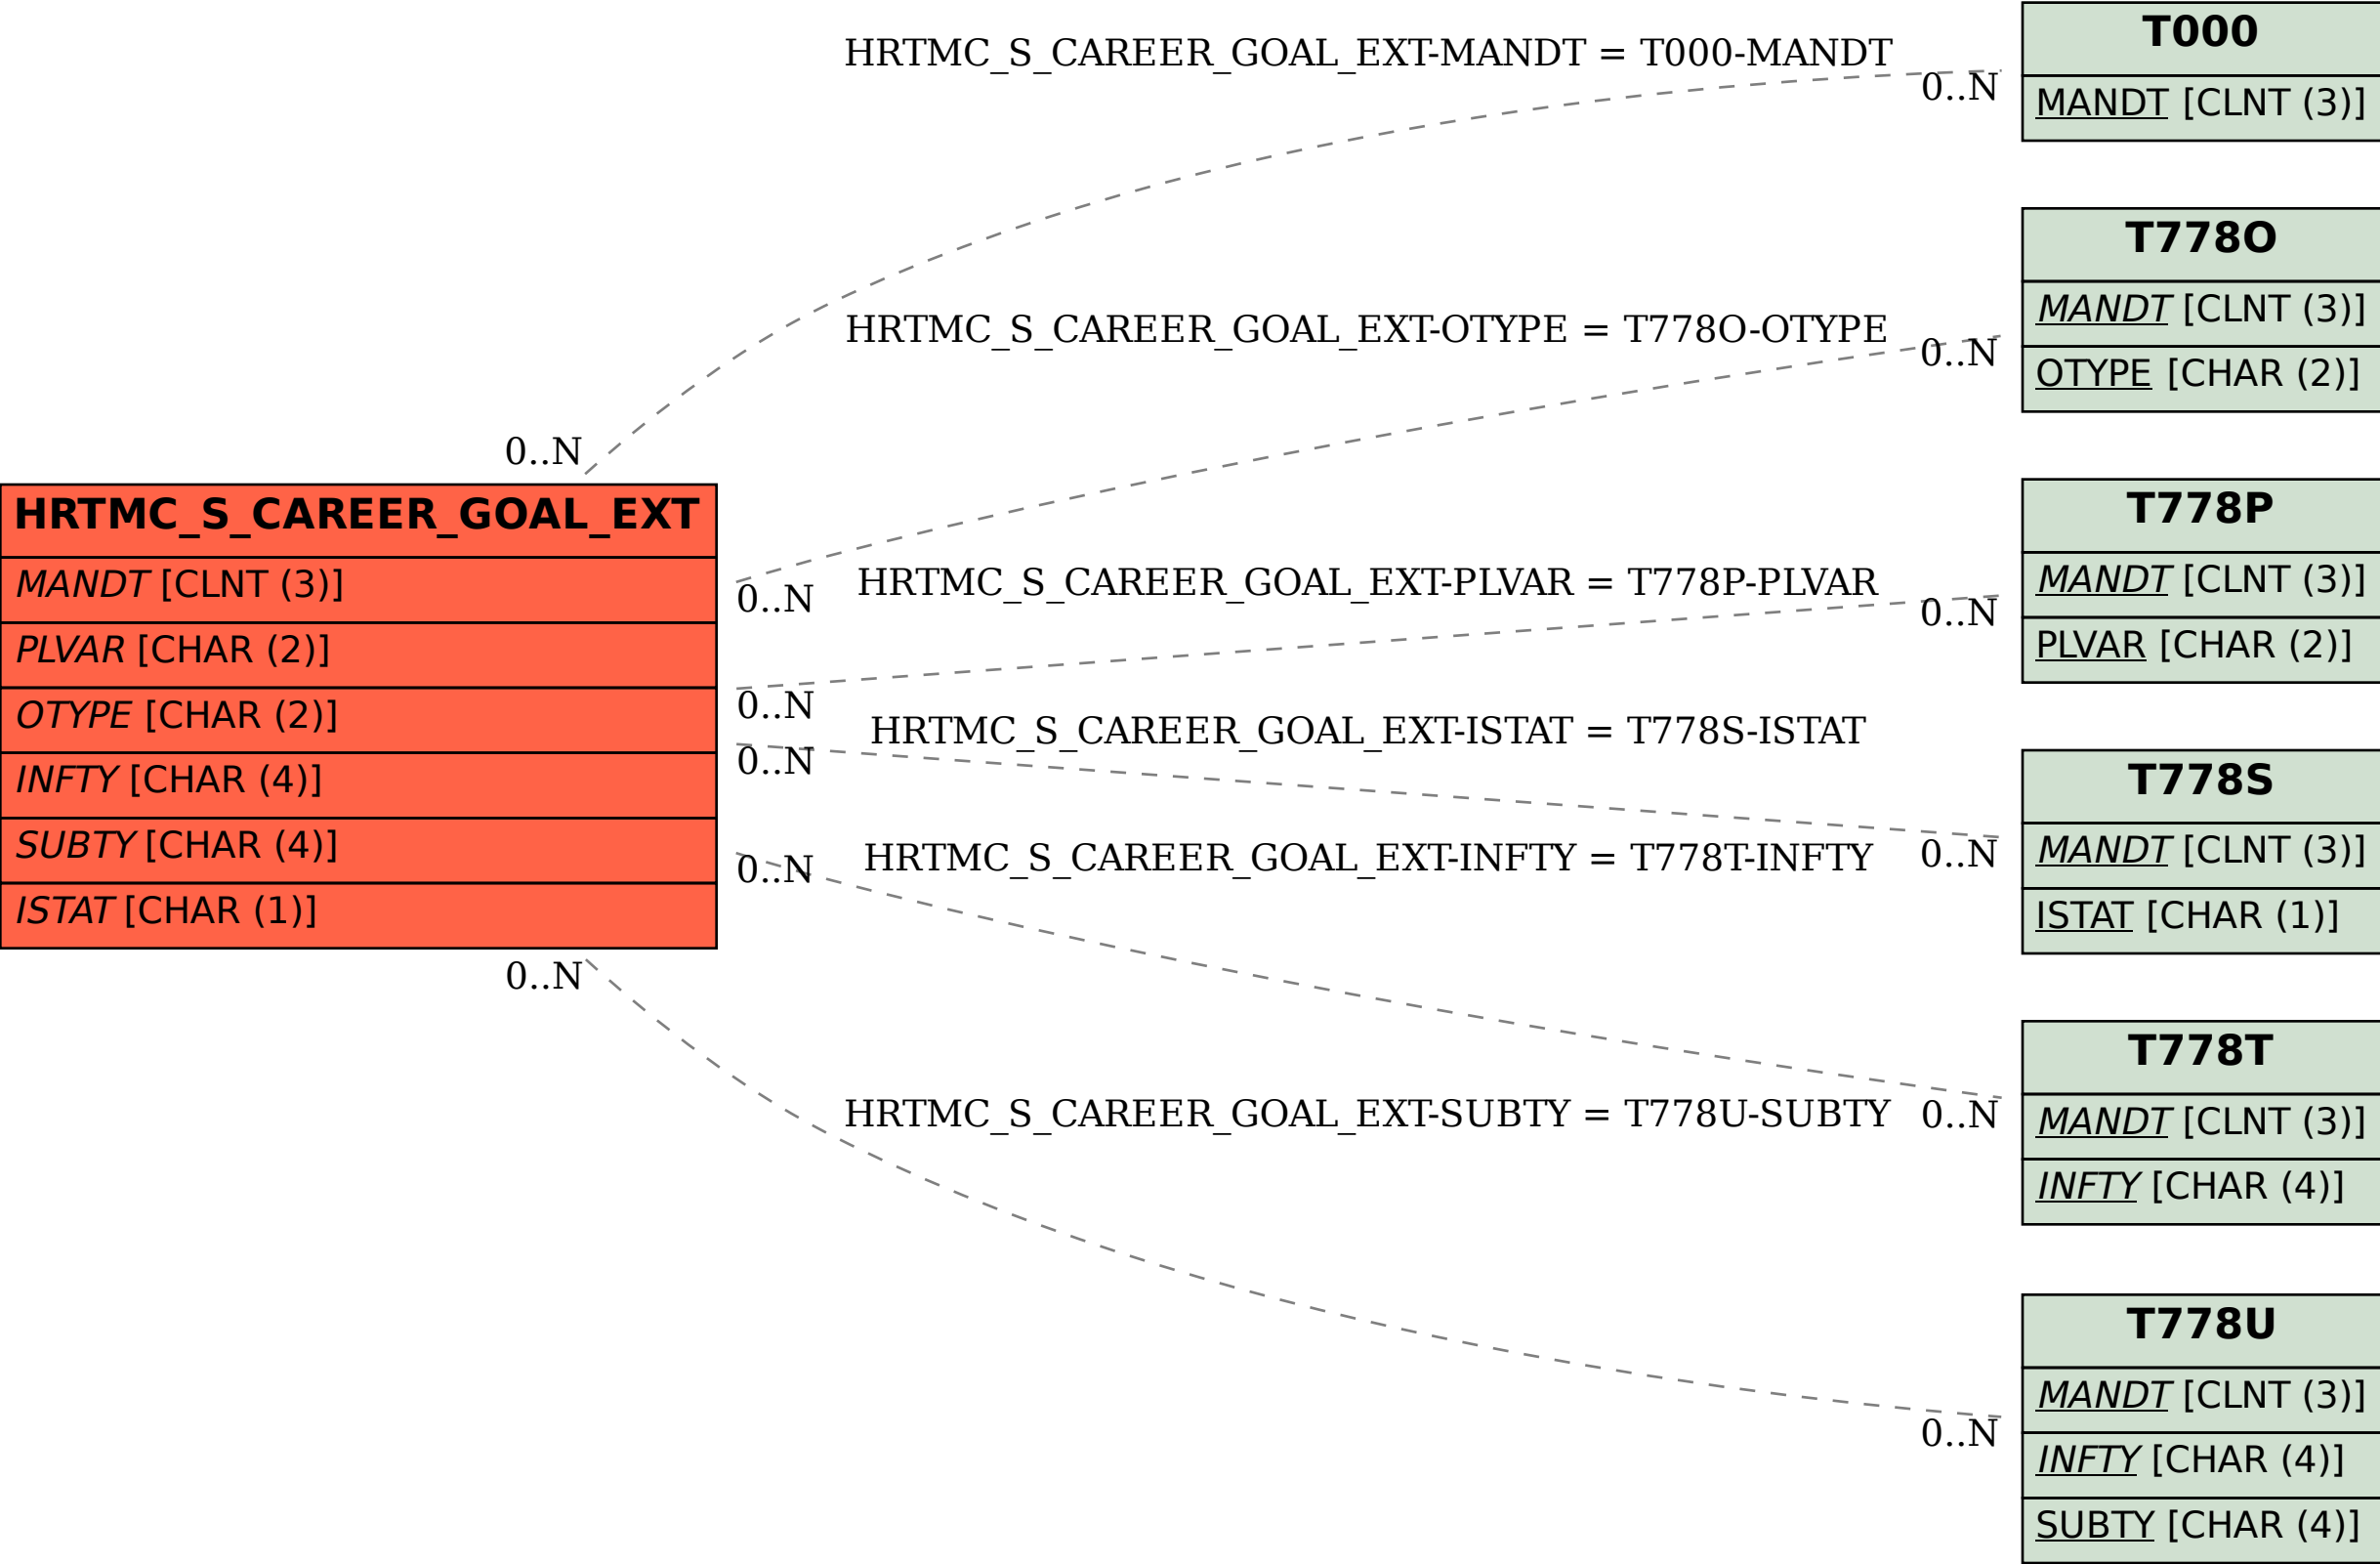 HRTMC_S_CAREER_GOAL_EXT-MANDT = T000-MANDT
0..N
T000
MANDT [CLNT (3)]
HRTMC_S_CAREER_GOAL_EXT-OTYPE = T778O-OTYPE
0..N
T778O
MANDT [CLNT (3)]
OTYPE [CHAR (2)]
0..N
HRTMC_S_CAREER_GOAL_EXT
MANDT [CLNT (3)]
PLVAR [CHAR (2)]
OTYPE [CHAR (2)]
INFTY [CHAR (4)]
SUBTY [CHAR (4)]
ISTAT [CHAR (1)]
0..N
0..N
0..N
0..N
0..N
HRTMC_S_CAREER_GOAL_EXT-PLVAR = T778P-PLVAR
0..N
T778P
MANDT [CLNT (3)]
PLVAR [CHAR (2)]
HRTMC_S_CAREER_GOAL_EXT-ISTAT = T778S-ISTAT
0..N
T778S
MANDT [CLNT (3)]
ISTAT [CHAR (1)]
HRTMC_S_CAREER_GOAL_EXT-INFTY = T778T-INFTY
0..N
T778T
MANDT [CLNT (3)]
INFTY [CHAR (4)]
HRTMC_S_CAREER_GOAL_EXT-SUBTY = T778U-SUBTY
0..N
T778U
MANDT [CLNT (3)]
INFTY [CHAR (4)]
SUBTY [CHAR (4)]